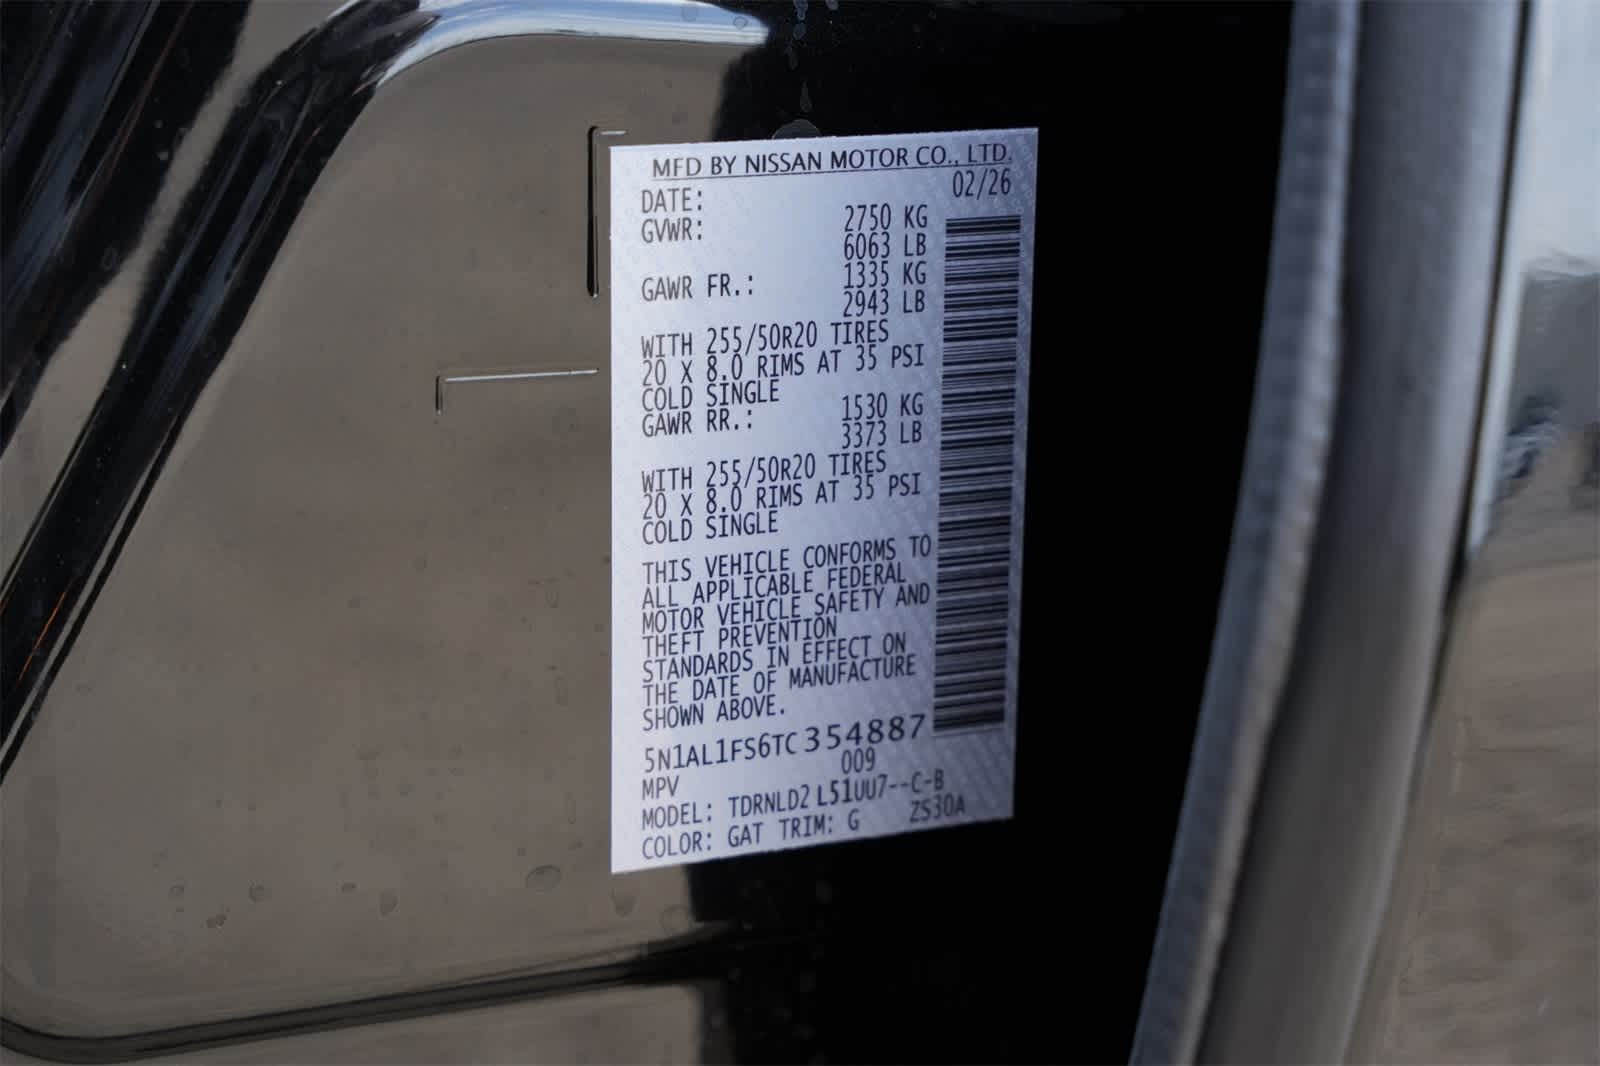 MFD BY NISSAN MOTOR CO., LTD.
DATE: 02/26
GVWR: 2750 KG
6063 LB
GAWR FR.: 1335 KG
2943 LB
WITH 255/50R20 TIRES
20 X 8.0 RIMS AT 35 PSI
COLD SINGLE
GAWR RR.: 1530 KG
3373 LB
WITH 255/50R20 TIRES
20 X 8.0 RIMS AT 35 PSI
COLD SINGLE
THIS VEHICLE CONFORMS TO
ALL APPLICABLE FEDERAL
MOTOR VEHICLE SAFETY AND
THEFT PREVENTION
STANDARDS IN EFFECT ON
THE DATE OF MANUFACTURE
SHOWN ABOVE.
5N1AL1FS6TC354887
MPV 009
MODEL: TDRNLD2 L51UU7--C-B
COLOR: GAT TRIM: G ZS30A